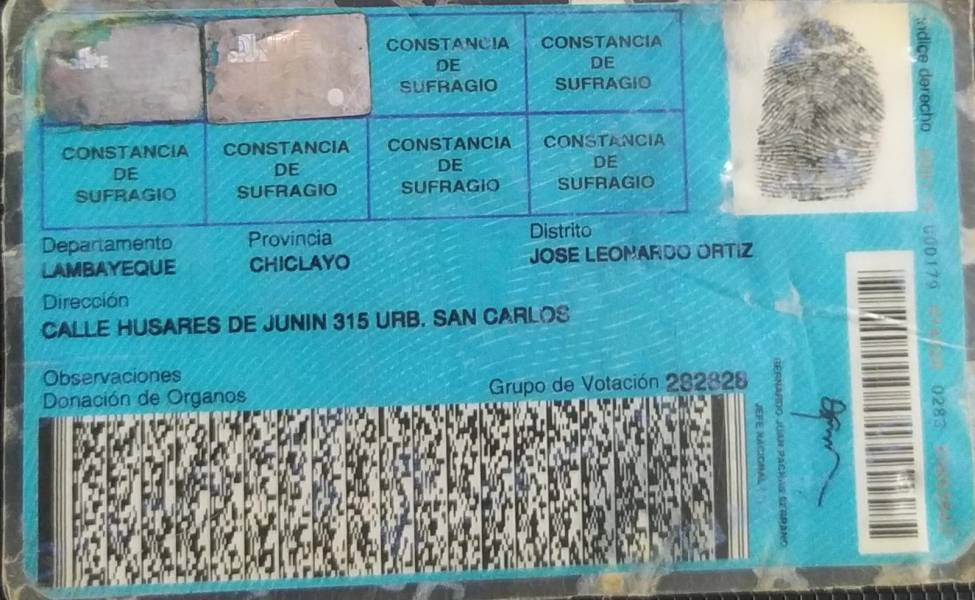 CONSTANCIA
DE
SUFRAGIO
CONSTANCIA
DE
SUFRAGIO
CONSTANCIA
DE
SUFRAGIO
CONSTANCIA
DE
SUFRAGIO
CONSTANCIA
DE
SUFRAGIO
CONSTANCIA
DE
SUFRAGIO
Indice derecho
Departamento
LAMBAYEQUE
Provincia
CHICLAYO
Distrito
JOSE LEONARDO ORTIZ
Dirección
CALLE HUSARES DE JUNIN 315 URB. SAN CARLOS
Observaciones
Donación de Organos
Grupo de Votación 282828
JEFE NACIONAL
000179
0283